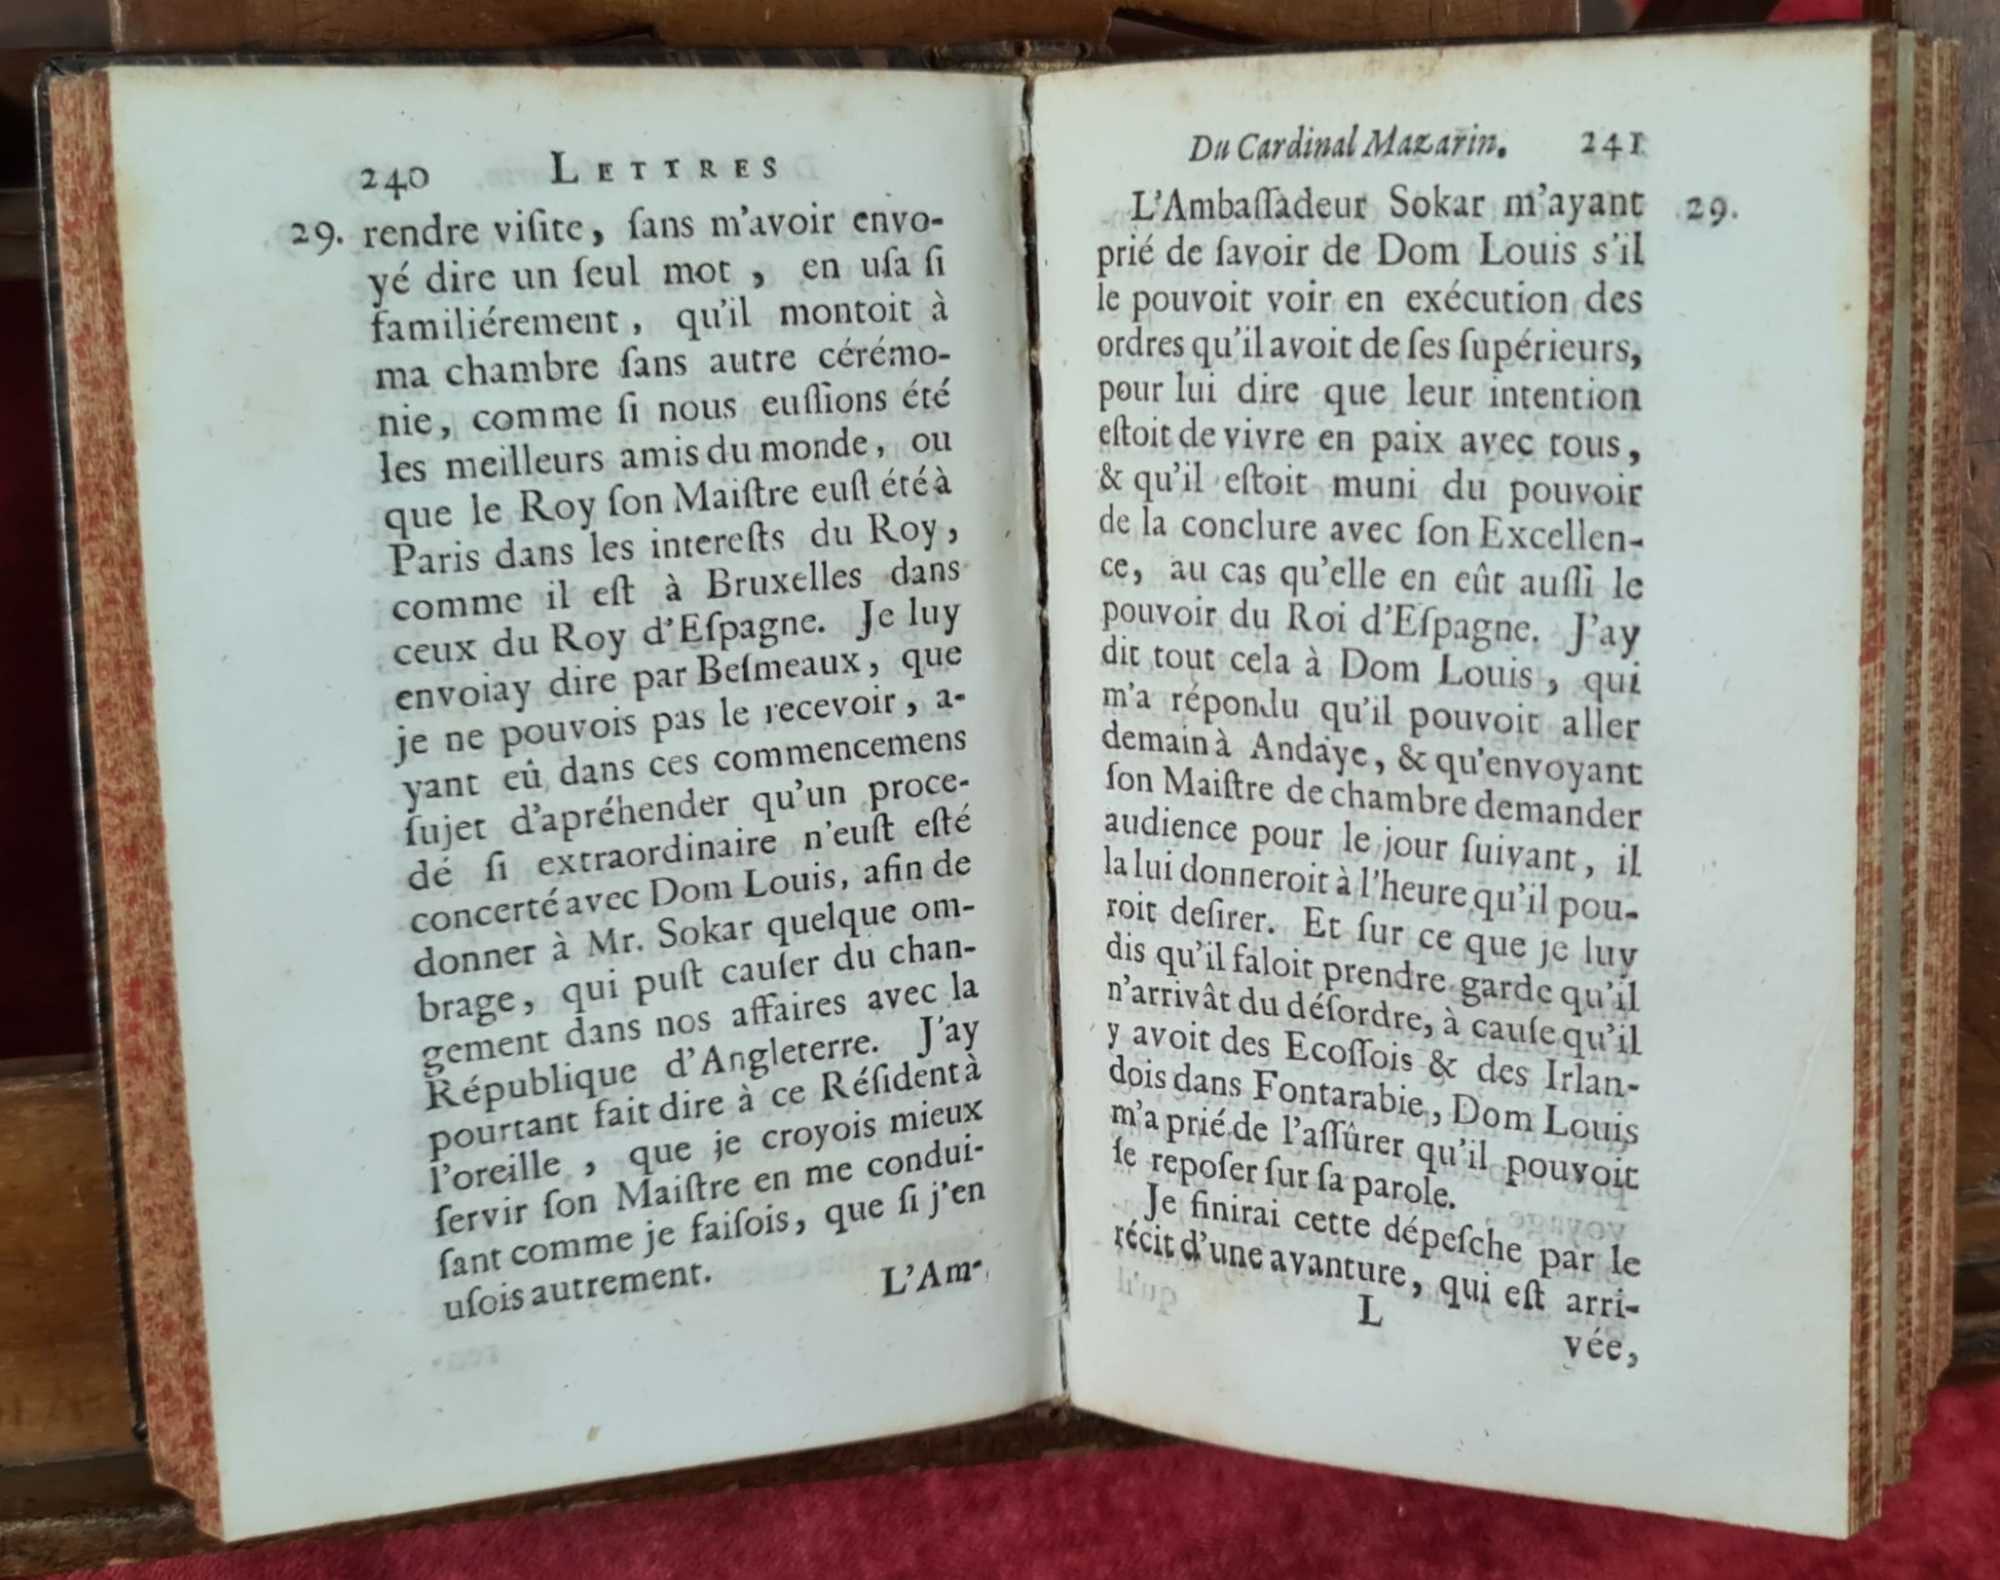 240 LETTRES
29. rendre viſite, ſans m'avoir envo-
yé dire un ſeul mot, en uſa ſi
familiérement, qu'il montoit à
ma chambre ſans autre cérémo-
nie, comme ſi nous euſſions été
les meilleurs amis du monde, ou
que le Roy ſon Maiſtre euſt été à
Paris dans les intereſts du Roy,
comme il eſt à Bruxelles dans
ceux du Roy d'Eſpagne. Je luy
envoiay dire par Beſmeaux, que
je ne pouvois pas le recevoir, a-
yant eû dans ces commencemens
ſujet d'apréhender qu'un proce-
dé ſi extraordinaire n'euſt eſté
concerté avec Dom Louis, afin de
donner à Mr. Sokar quelque om-
brage, qui puſt cauſer du chan-
gement dans nos affaires avec la
République d'Angleterre. J'ay
pourtant fait dire à ce Réſident à
l'oreille, que je croyois mieux
ſervir ſon Maiſtre en me condui-
ſant comme je faiſois, que ſi j'en
uſois autrement.
L'Am-
Du Cardinal Mazarin. 241
L'Ambaſſadeur Sokar m'ayant 29.
prié de ſavoir de Dom Louis s'il
le pouvoit voir en exécution des
ordres qu'il avoit de ſes ſupérieurs,
pour lui dire que leur intention
eſtoit de vivre en paix avec tous,
& qu'il eſtoit muni du pouvoir
de la conclure avec ſon Excellen-
ce, au cas qu'elle en eût auſſi le
pouvoir du Roi d'Eſpagne. J'ay
dit tout cela à Dom Louis, qui
m'a répondu qu'il pouvoit aller
demain à Andaye, & qu'envoyant
ſon Maiſtre de chambre demander
audience pour le jour ſuivant, il
la lui donneroit à l'heure qu'il pou-
roit deſirer. Et ſur ce que je luy
dis qu'il faloit prendre garde qu'il
n'arrivât du déſordre, à cauſe qu'il
y avoit des Ecoſſois & des Irlan-
dois dans Fontarabie, Dom Louis
m'a prié de l'aſſûrer qu'il pouvoit
ſe repoſer ſur ſa parole.
Je finirai cette dépeſche par le
récit d'une avanture, qui eſt arri-
L
vée,